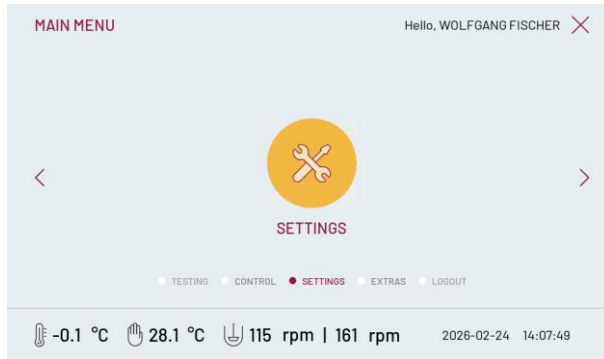 MAIN MENU Hello, WOLFGANG FISCHER
SETTINGS
TESTING CONTROL SETTINGS EXTRAS LOGOUT
-0.1 °C 28.1 °C 115 rpm | 161 rpm 2026-02-24 14:07:49